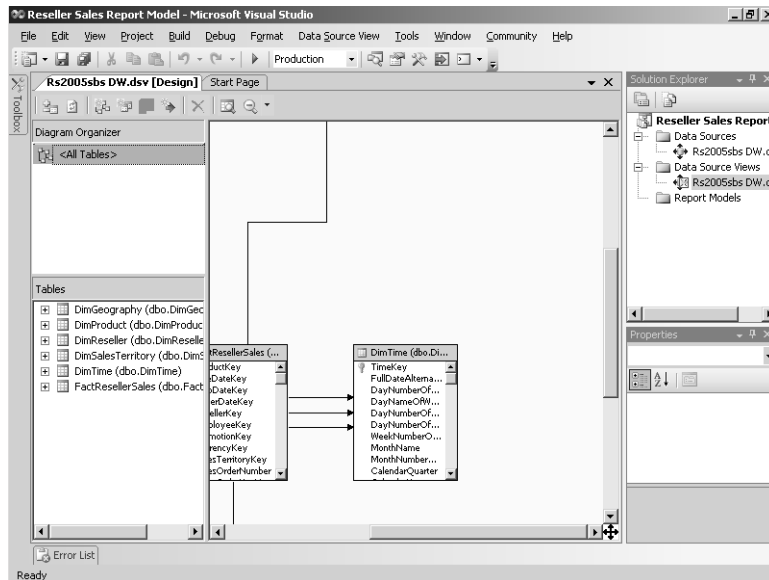 Reseller Sales Report Model - Microsoft Visual Studio
File Edit View Project Build Debug Format Data Source View Tools Window Community Help
Production
Toolbox
Rs2005sbs DW.dsv [Design] Start Page
Diagram Organizer
<All Tables>
Tables
DimGeography (dbo.DimGec
DimProduct (dbo.DimProduc
DimReseller (dbo.DimReselle
DimSalesTerritory (dbo.DimS
DimTime (dbo.DimTime)
FactResellerSales (dbo.Fact
tResellerSales (...
ductKey
eDateKey
oDateKey
erDateKey
ellerKey
ployeeKey
motionKey
rencyKey
esTerritoryKey
esOrderNumber
DimTime (dbo.Di...
TimeKey
FullDateAlterna...
DayNumberOf...
DayNameOfW...
DayNumberOf...
DayNumberOf...
WeekNumberO...
MonthName
MonthNumber...
CalendarQuarter
Solution Explorer
Reseller Sales Report
Data Sources
Rs2005sbs DW.d
Data Source Views
Rs2005sbs DW.d
Report Models
Properties
Error List
Ready